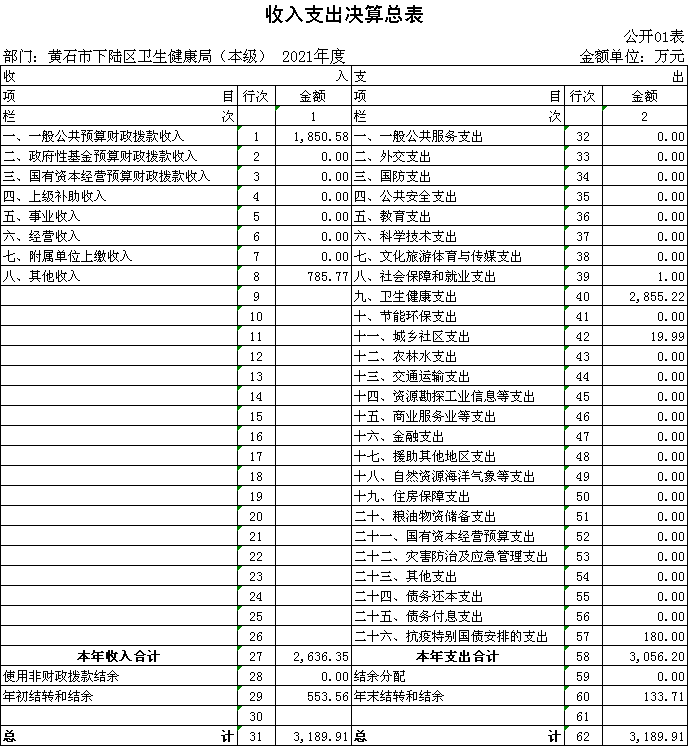 收入支出决算总表
公开01表
部门：黄石市下陆区卫生健康局（本级） 2021年度 金额单位：万元
收 入 支 出
项 目 行次 金额 项 目 行次 金额
栏 次 1 栏 次 2
一、一般公共预算财政拨款收入 1 1,850.58 一、一般公共服务支出 32 0.00
二、政府性基金预算财政拨款收入 2 0.00 二、外交支出 33 0.00
三、国有资本经营预算财政拨款收入 3 0.00 三、国防支出 34 0.00
四、上级补助收入 4 0.00 四、公共安全支出 35 0.00
五、事业收入 5 0.00 五、教育支出 36 0.00
六、经营收入 6 0.00 六、科学技术支出 37 0.00
七、附属单位上缴收入 7 0.00 七、文化旅游体育与传媒支出 38 0.00
八、其他收入 8 785.77 八、社会保障和就业支出 39 1.00
9 九、卫生健康支出 40 2,855.22
10 十、节能环保支出 41 0.00
11 十一、城乡社区支出 42 19.99
12 十二、农林水支出 43 0.00
13 十三、交通运输支出 44 0.00
14 十四、资源勘探工业信息等支出 45 0.00
15 十五、商业服务业等支出 46 0.00
16 十六、金融支出 47 0.00
17 十七、援助其他地区支出 48 0.00
18 十八、自然资源海洋气象等支出 49 0.00
19 十九、住房保障支出 50 0.00
20 二十、粮油物资储备支出 51 0.00
21 二十一、国有资本经营预算支出 52 0.00
22 二十二、灾害防治及应急管理支出 53 0.00
23 二十三、其他支出 54 0.00
24 二十四、债务还本支出 55 0.00
25 二十五、债务付息支出 56 0.00
26 二十六、抗疫特别国债安排的支出 57 180.00
本年收入合计 27 2,636.35 本年支出合计 58 3,056.20
使用非财政拨款结余 28 0.00 结余分配 59 0.00
年初结转和结余 29 553.56 年末结转和结余 60 133.71
30 61
总 计 31 3,189.91 总 计 62 3,189.91